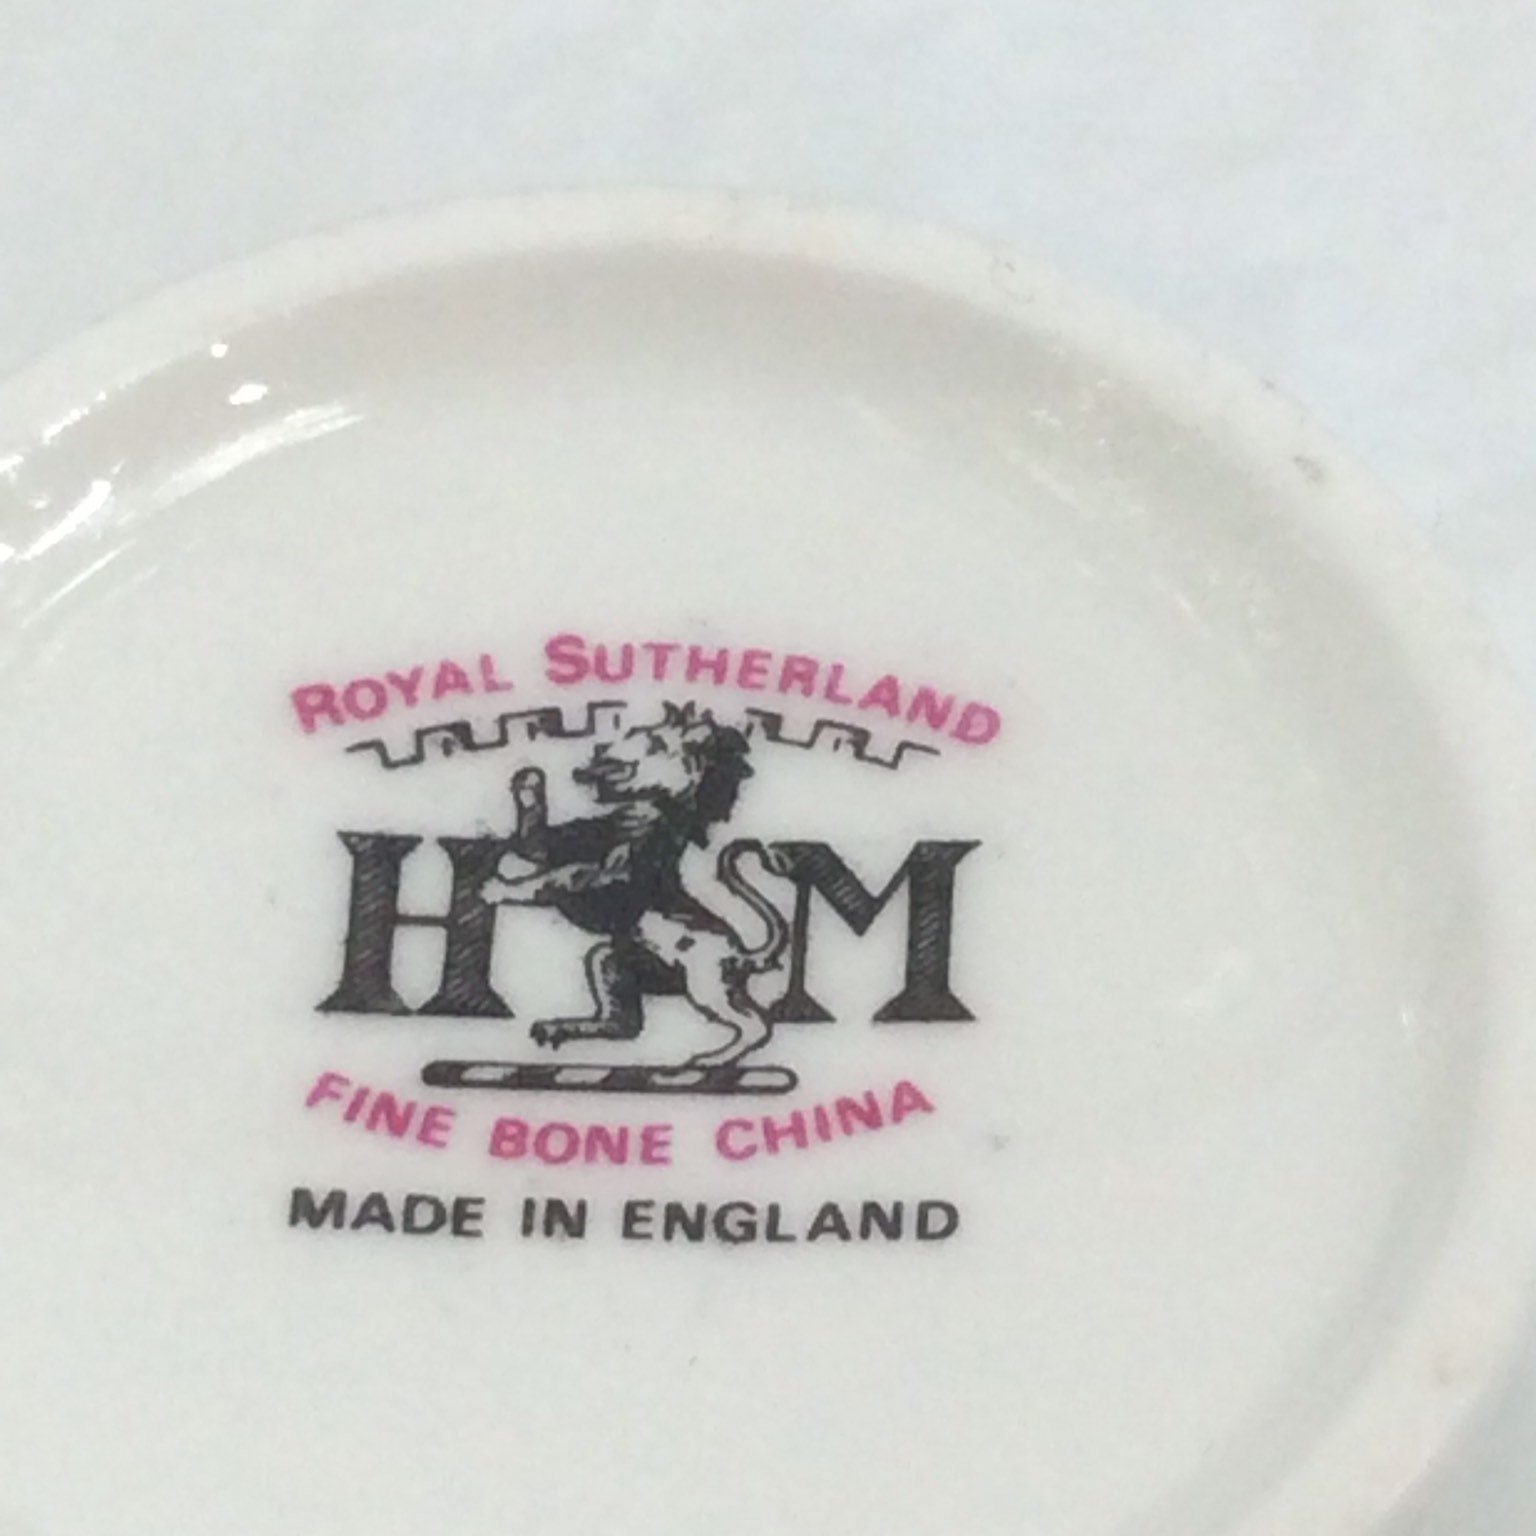 ROYAL SUTHERLAND
H M
FINE BONE CHINA
MADE IN ENGLAND